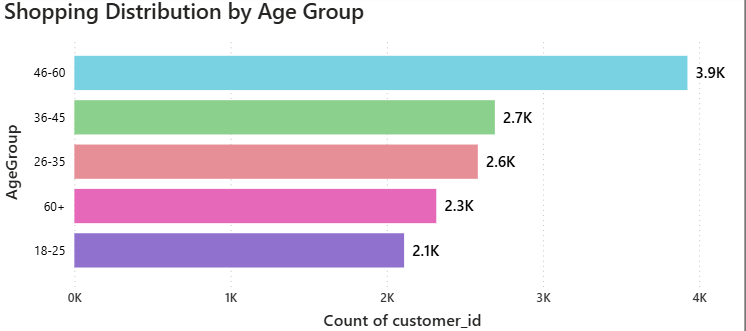 Shopping Distribution by Age Group
AgeGroup
46-60 3.9K
36-45 2.7K
26-35 2.6K
60+ 2.3K
18-25 2.1K
0K 1K 2K 3K 4K
Count of customer_id